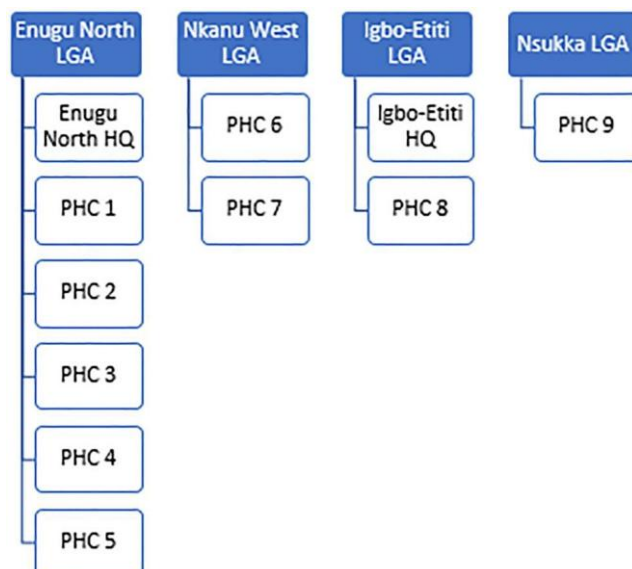 Enugu North
LGA
Enugu
North HQ
PHC 1
PHC 2
PHC 3
PHC 4
PHC 5
Nkanu West
LGA
PHC 6
PHC 7
Igbo-Etiti
LGA
Igbo-Etiti
HQ
PHC 8
Nsukka LGA
PHC 9